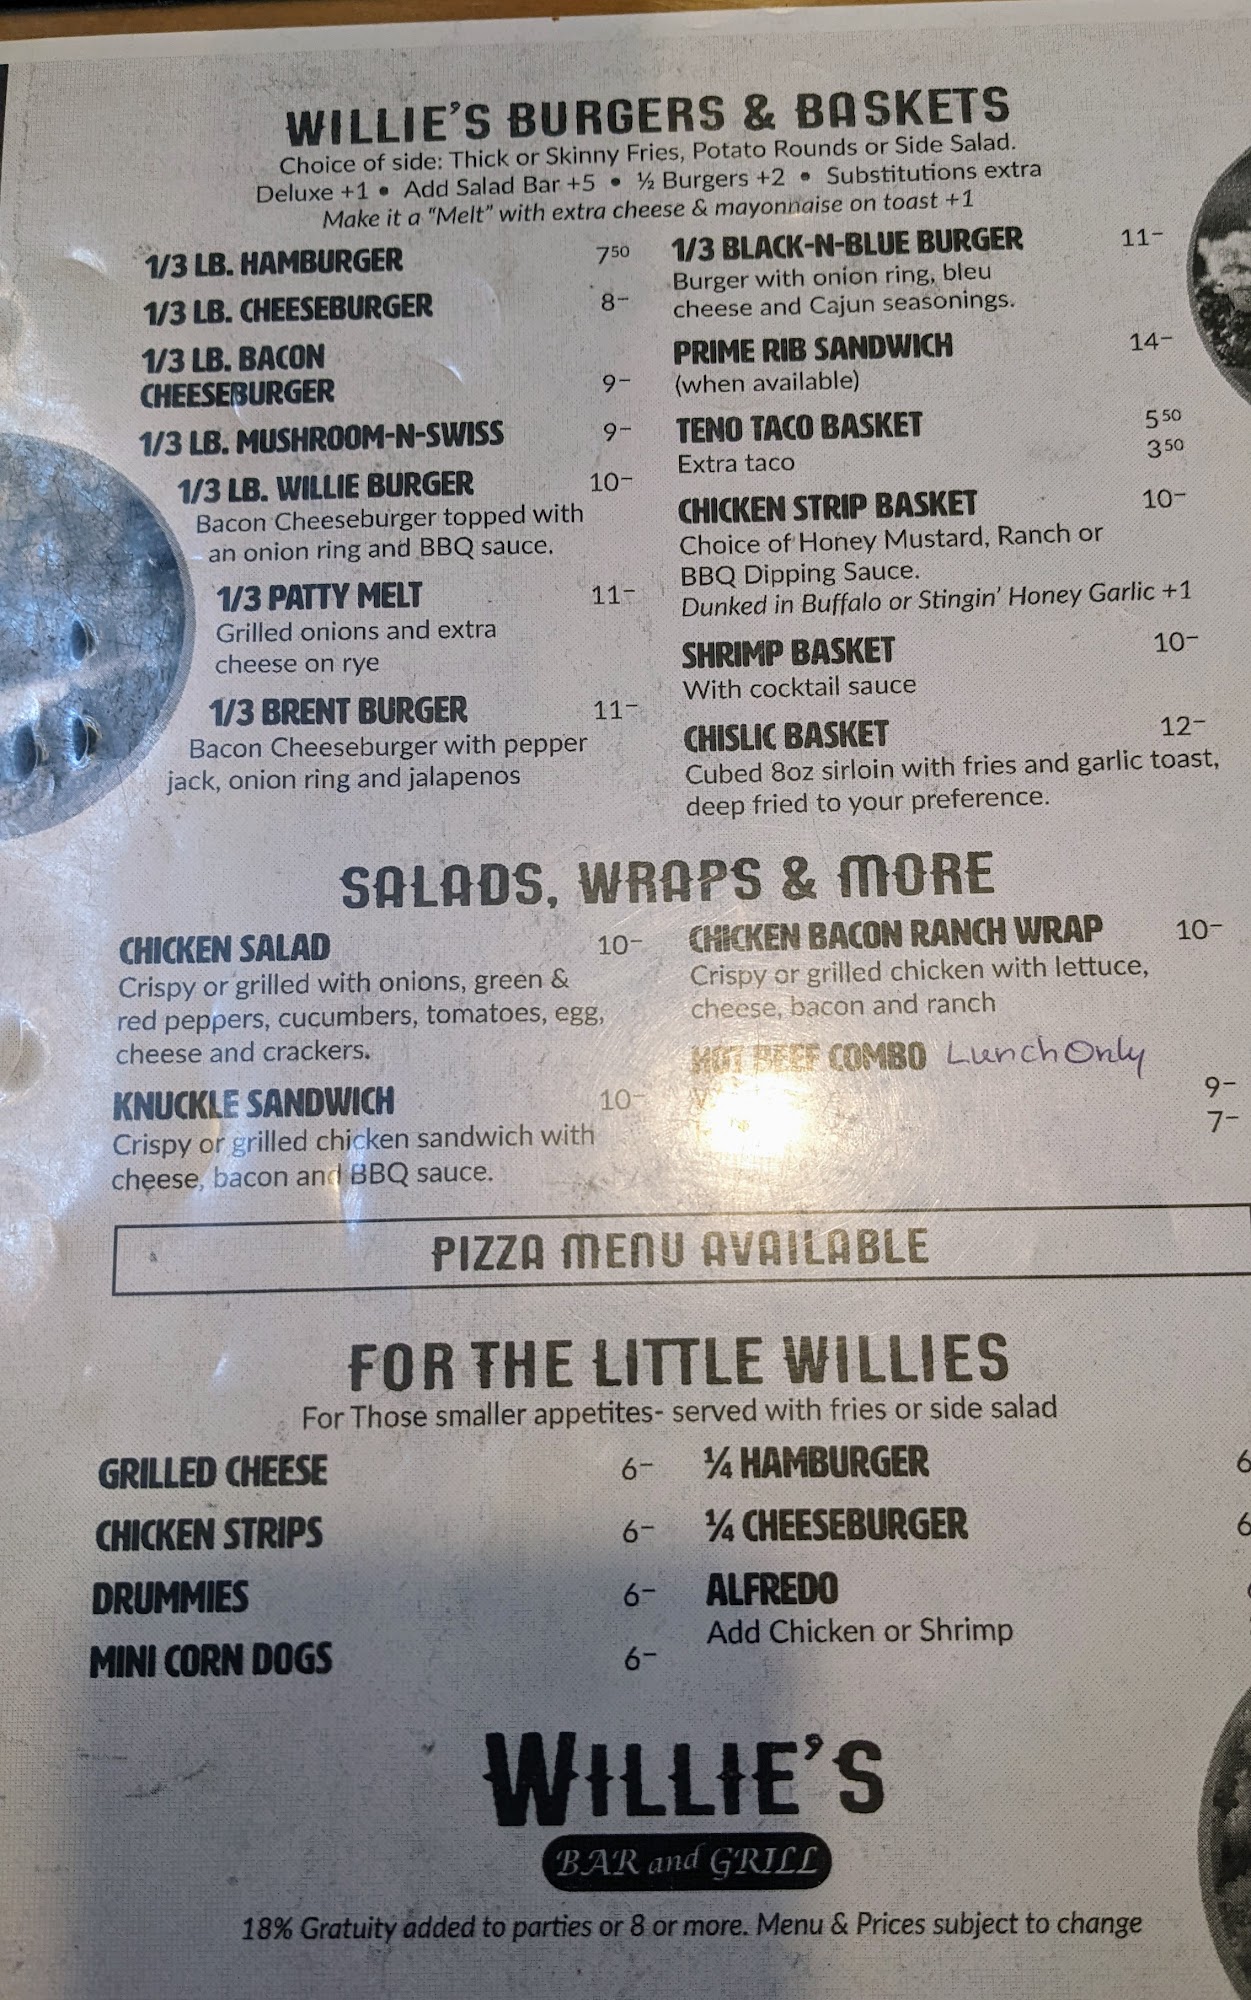 WILLIE'S BURGERS & BASKETS
Choice of side: Thick or Skinny Fries, Potato Rounds or Side Salad.
Deluxe +1 • Add Salad Bar +5 • ½ Burgers +2 • Substitutions extra
Make it a "Melt" with extra cheese & mayonnaise on toast +1
1/3 LB. HAMBURGER 7⁵⁰
1/3 LB. CHEESEBURGER 8-
1/3 LB. BACON
CHEESEBURGER 9-
1/3 LB. MUSHROOM-N-SWISS 9-
1/3 LB. WILLIE BURGER 10-
Bacon Cheeseburger topped with
an onion ring and BBQ sauce.
1/3 PATTY MELT 11-
Grilled onions and extra
cheese on rye
1/3 BRENT BURGER 11-
Bacon Cheeseburger with pepper
jack, onion ring and jalapenos
1/3 BLACK-N-BLUE BURGER 11-
Burger with onion ring, bleu
cheese and Cajun seasonings.
PRIME RIB SANDWICH 14-
(when available)
TENO TACO BASKET 5⁵⁰
Extra taco 3⁵⁰
CHICKEN STRIP BASKET 10-
Choice of Honey Mustard, Ranch or
BBQ Dipping Sauce.
Dunked in Buffalo or Stingin' Honey Garlic +1
SHRIMP BASKET 10-
With cocktail sauce
CHISLIC BASKET 12-
Cubed 8oz sirloin with fries and garlic toast,
deep fried to your preference.
SALADS, WRAPS & MORE
CHICKEN SALAD 10-
Crispy or grilled with onions, green &
red peppers, cucumbers, tomatoes, egg,
cheese and crackers.
KNUCKLE SANDWICH 10-
Crispy or grilled chicken sandwich with
cheese, bacon and BBQ sauce.
CHICKEN BACON RANCH WRAP 10-
Crispy or grilled chicken with lettuce,
cheese, bacon and ranch
HOT BEEF COMBO Lunch Only
9-
7-
PIZZA MENU AVAILABLE
FOR THE LITTLE WILLIES
For Those smaller appetites- served with fries or side salad
GRILLED CHEESE 6-
CHICKEN STRIPS 6-
DRUMMIES 6-
MINI CORN DOGS 6-
¼ HAMBURGER 6
¼ CHEESEBURGER 6
ALFREDO
Add Chicken or Shrimp
WILLIE'S
BAR and GRILL
18% Gratuity added to parties or 8 or more. Menu & Prices subject to change